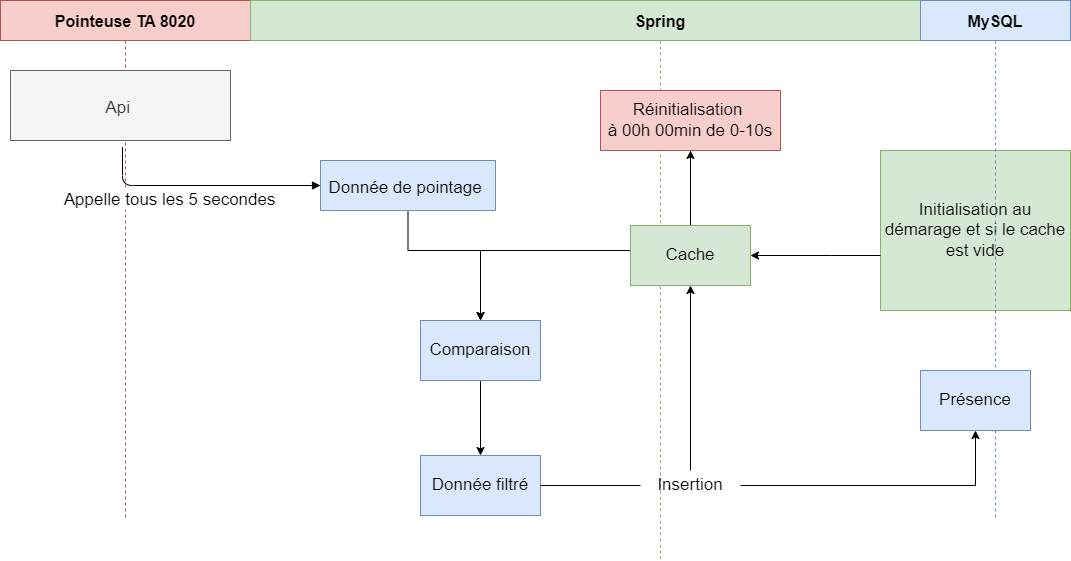 Pointeuse TA 8020
Spring
MySQL
Api
Réinitialisation
à 00h 00min de 0-10s
Appelle tous les 5 secondes
Donnée de pointage
Initialisation au
démarage et si le cache
est vide
Cache
Comparaison
Présence
Donnée filtré
Insertion